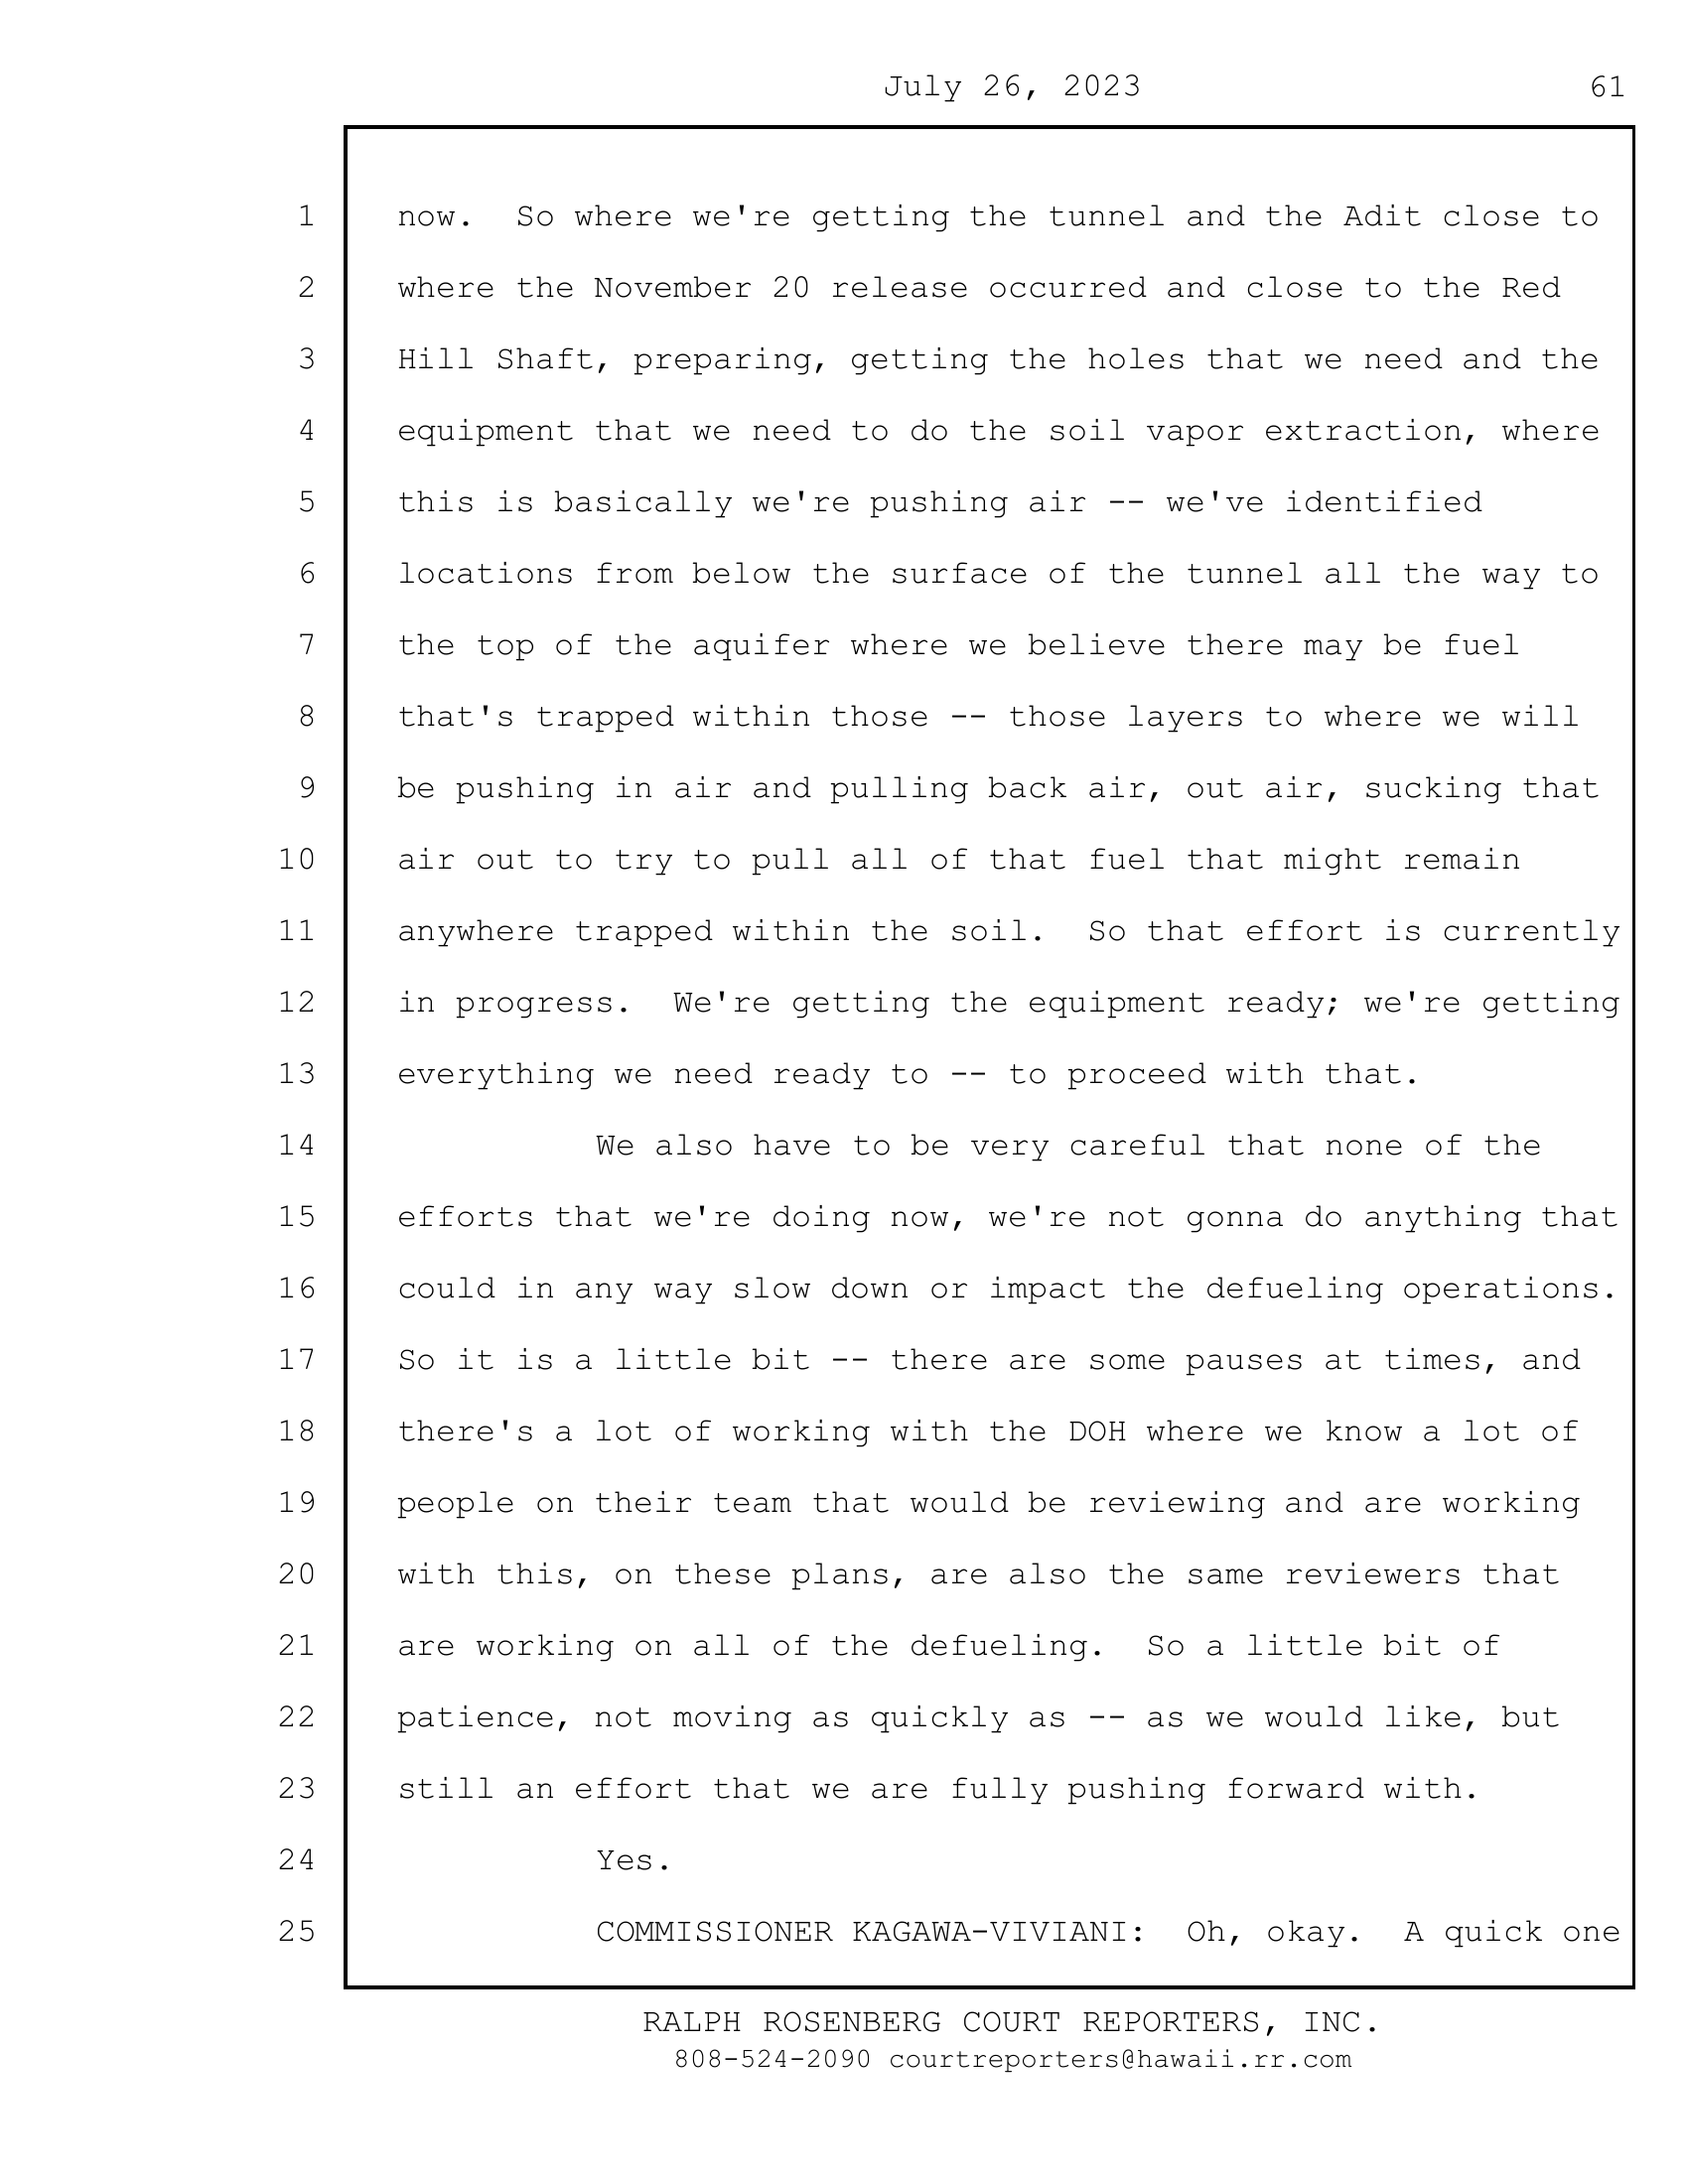 July 26, 2023 61
1 now.  So where we're getting the tunnel and the Adit close to
2 where the November 20 release occurred and close to the Red
3 Hill Shaft, preparing, getting the holes that we need and the
4 equipment that we need to do the soil vapor extraction, where
5 this is basically we're pushing air -- we've identified
6 locations from below the surface of the tunnel all the way to
7 the top of the aquifer where we believe there may be fuel
8 that's trapped within those -- those layers to where we will
9 be pushing in air and pulling back air, out air, sucking that
10 air out to try to pull all of that fuel that might remain
11 anywhere trapped within the soil.  So that effort is currently
12 in progress.  We're getting the equipment ready; we're getting
13 everything we need ready to -- to proceed with that.
14 We also have to be very careful that none of the
15 efforts that we're doing now, we're not gonna do anything that
16 could in any way slow down or impact the defueling operations.
17 So it is a little bit -- there are some pauses at times, and
18 there's a lot of working with the DOH where we know a lot of
19 people on their team that would be reviewing and are working
20 with this, on these plans, are also the same reviewers that
21 are working on all of the defueling.  So a little bit of
22 patience, not moving as quickly as -- as we would like, but
23 still an effort that we are fully pushing forward with.
24 Yes.
25 COMMISSIONER KAGAWA-VIVIANI:  Oh, okay.  A quick one
RALPH ROSENBERG COURT REPORTERS, INC.
808-524-2090 courtreporters@hawaii.rr.com